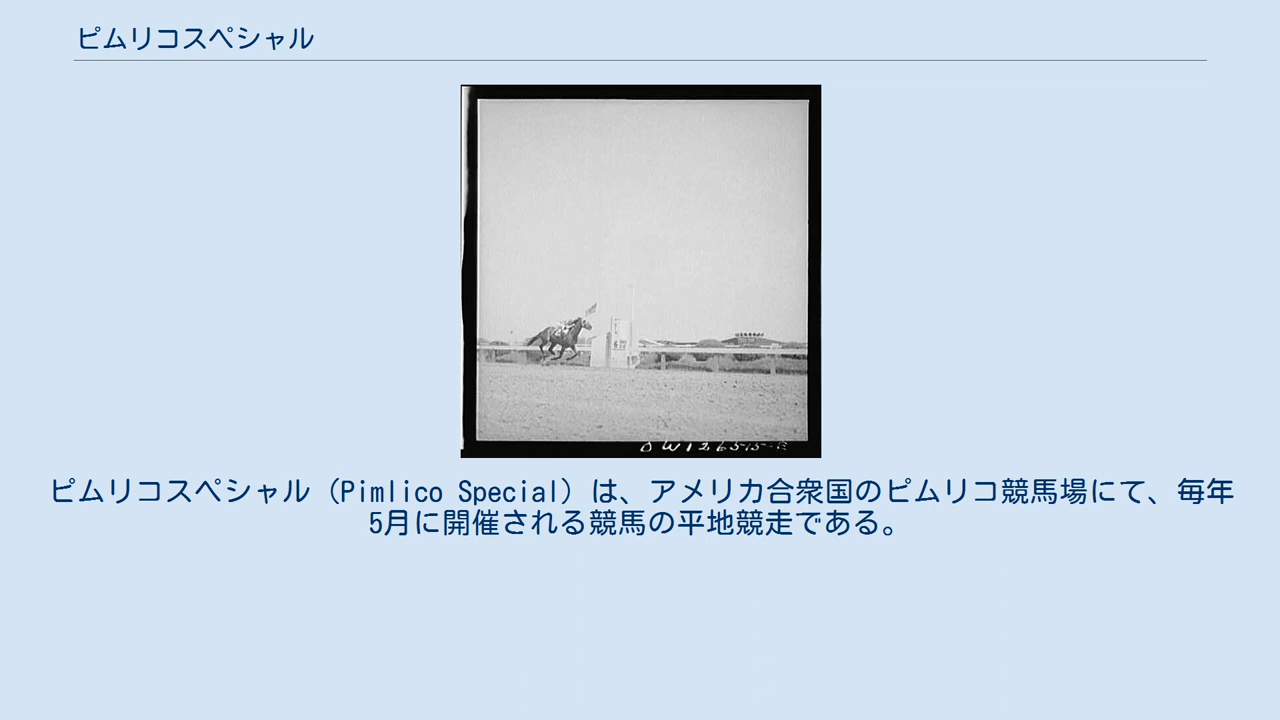 ピムリコスペシャル
ピムリコスペシャル（Pimlico Special）は、アメリカ合衆国のピムリコ競馬場にて、毎年
5月に開催される競馬の平地競走である。